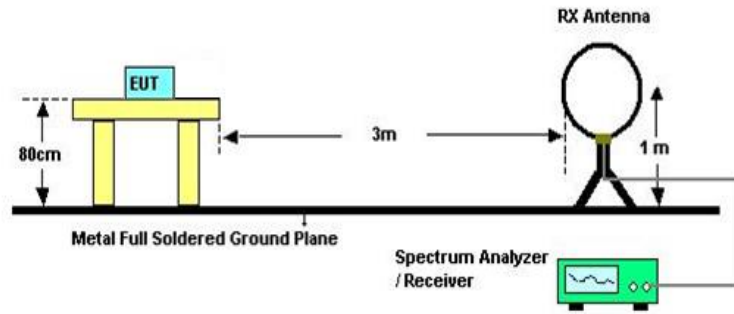 RX Antenna
EUT
3m
80cm
1 m
Metal Full Soldered Ground Plane
Spectrum Analyzer
/ Receiver